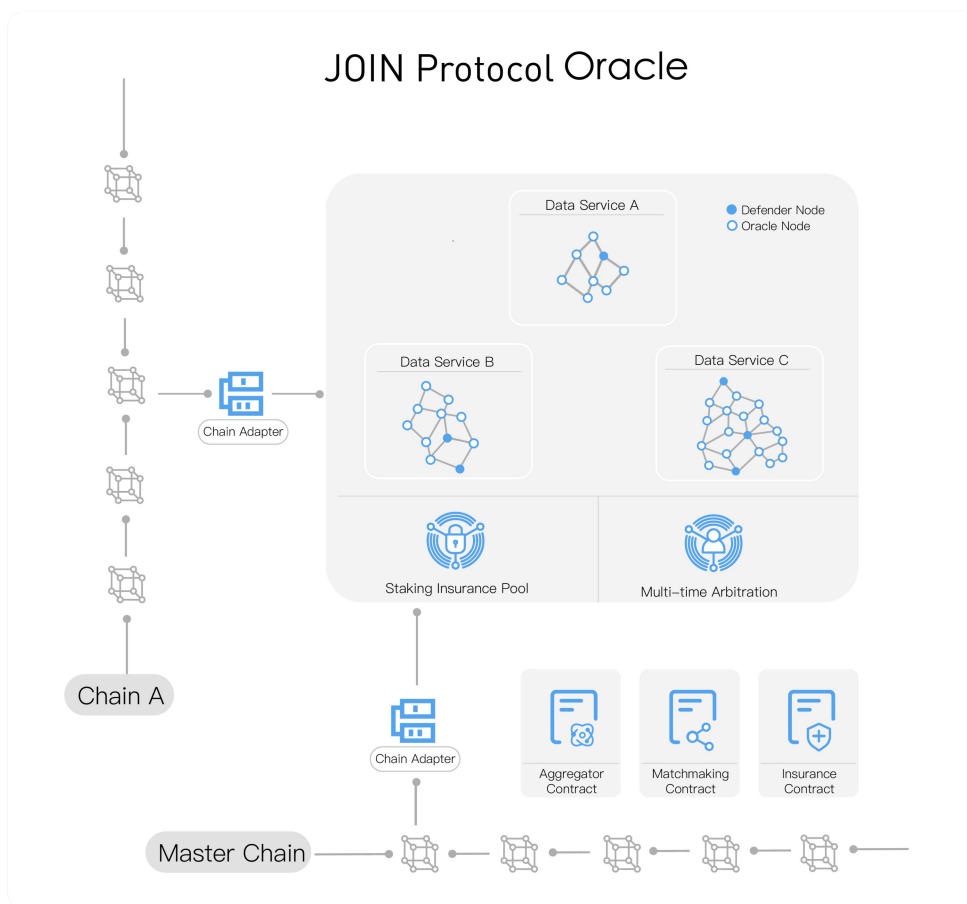 JOIN Protocol Oracle
Data Service A
Defender Node
Oracle Node
Data Service B
Data Service C
Chain Adapter
Staking Insurance Pool
Multi-time Arbitration
Chain A
Chain Adapter
Aggregator
Contract
Matchmaking
Contract
Insurance
Contract
Master Chain